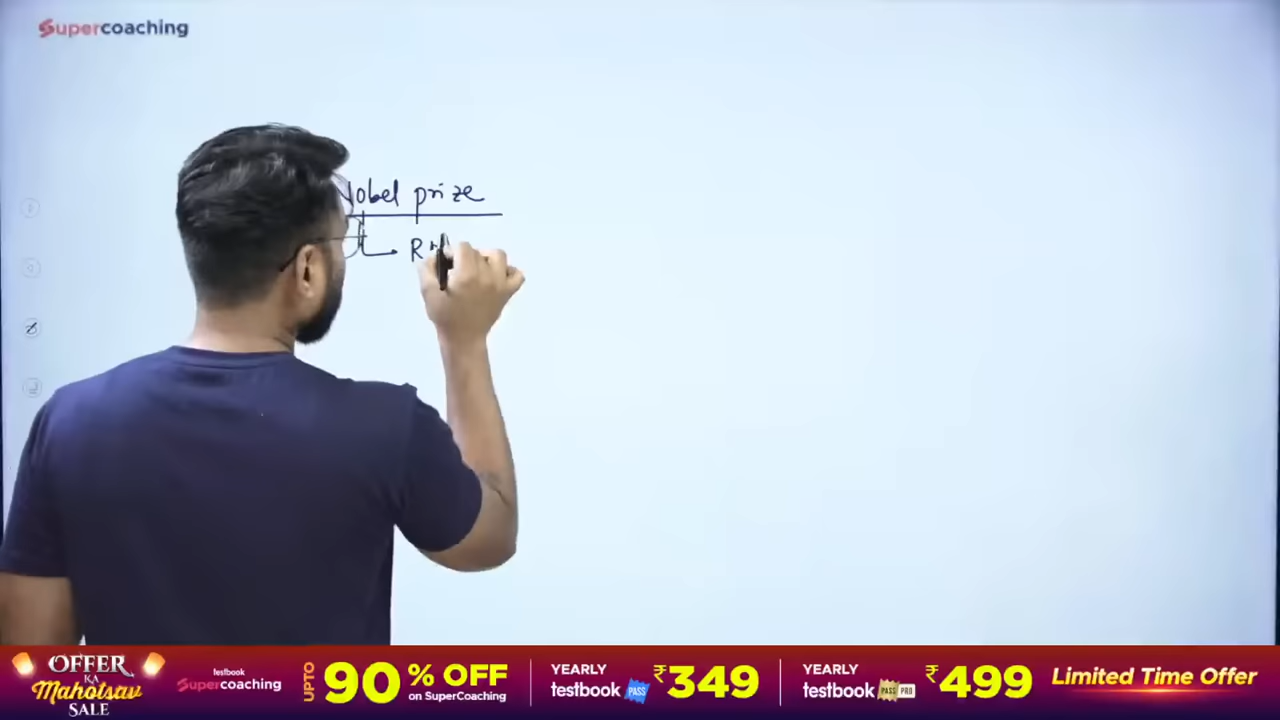 Supercoaching
Nobel prize
R
OFFER
KA
Mahotsav
SALE
testbook
Supercoaching
UPTO
90% OFF
on SuperCoaching
YEARLY
testbook PASS
₹349
YEARLY
testbook PASS PRO
₹499
Limited Time Offer